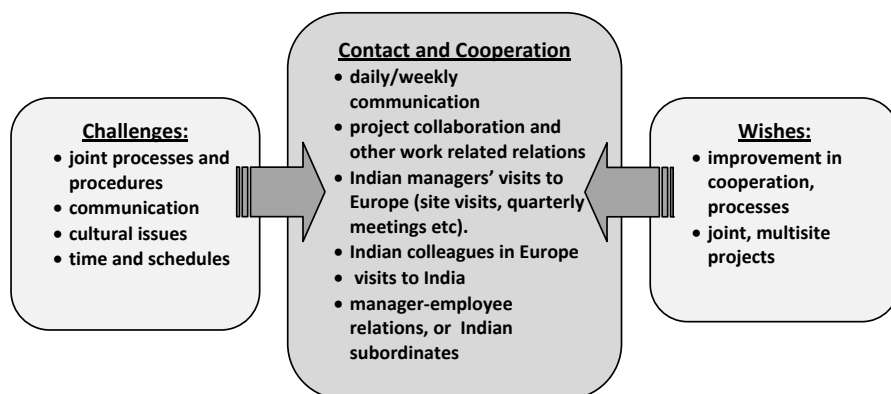 Challenges:
• joint processes and
procedures
• communication
• cultural issues
• time and schedules
Contact and Cooperation
• daily/weekly
communication
• project collaboration and
other work related relations
• Indian managers' visits to
Europe (site visits, quarterly
meetings etc).
• Indian colleagues in Europe
• visits to India
• manager-employee
relations, or Indian
subordinates
Wishes:
• improvement in
cooperation,
processes
• joint, multisite
projects